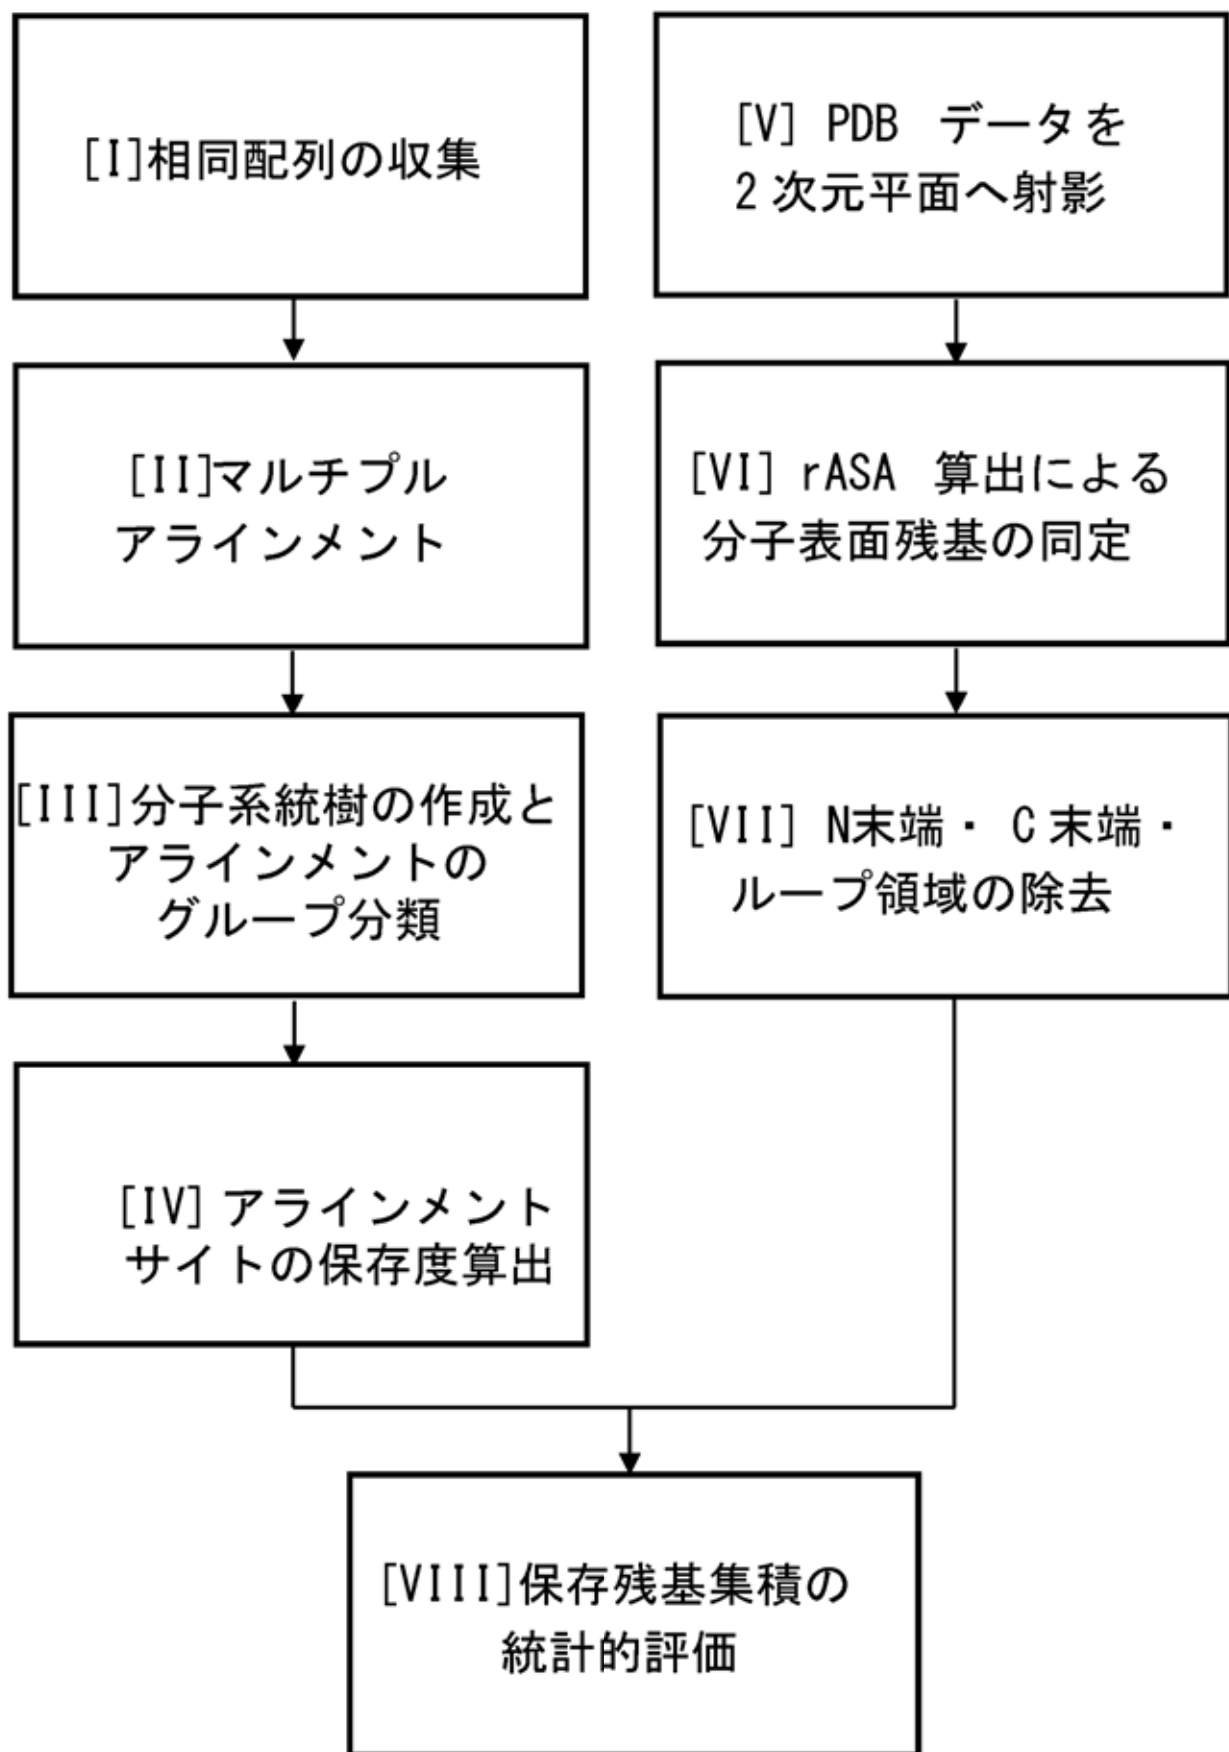 [I]相同配列の収集
[II]マルチプル
アラインメント
[III]分子系統樹の作成と
アラインメントの
グループ分類
[IV] アラインメント
サイトの保存度算出
[V] PDB データを
2 次元平面へ射影
[VI] rASA 算出による
分子表面残基の同定
[VII] N末端・ C 末端・
ループ領域の除去
[VIII]保存残基集積の
統計的評価